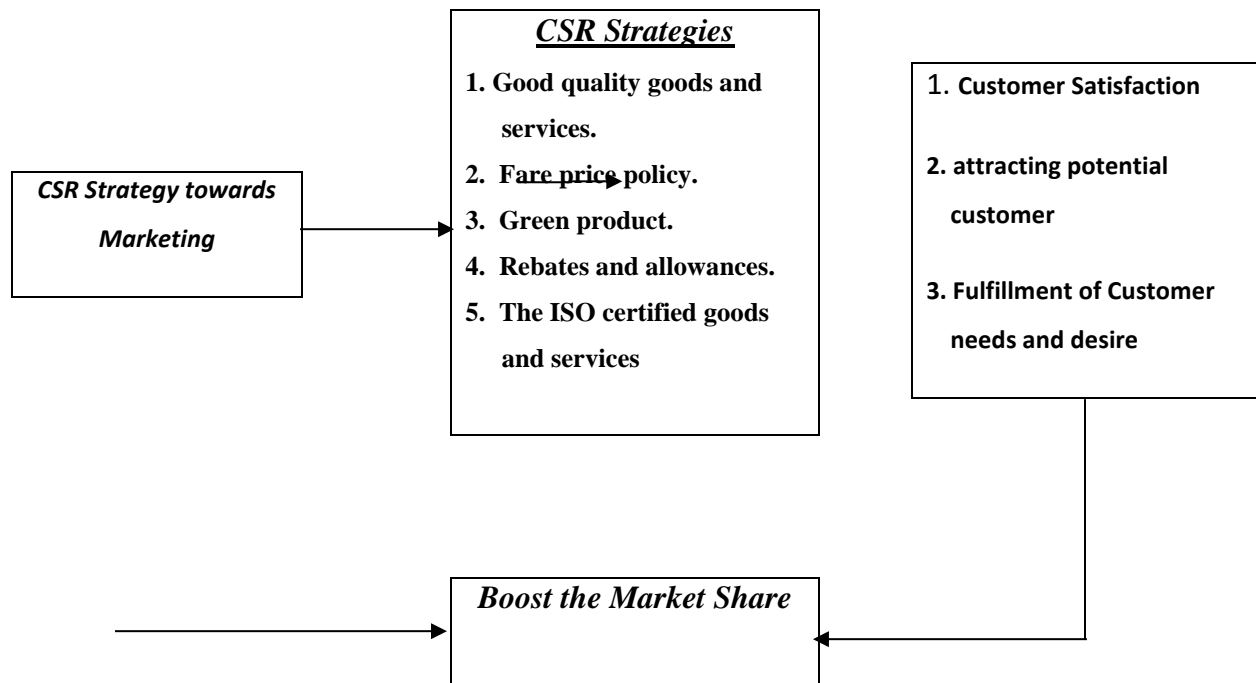 CSR Strategy towards
Marketing
CSR Strategies
1. Good quality goods and
services.
2. Fare price policy.
3. Green product.
4. Rebates and allowances.
5. The ISO certified goods
and services
1. Customer Satisfaction
2. attracting potential
customer
3. Fulfillment of Customer
needs and desire
Boost the Market Share